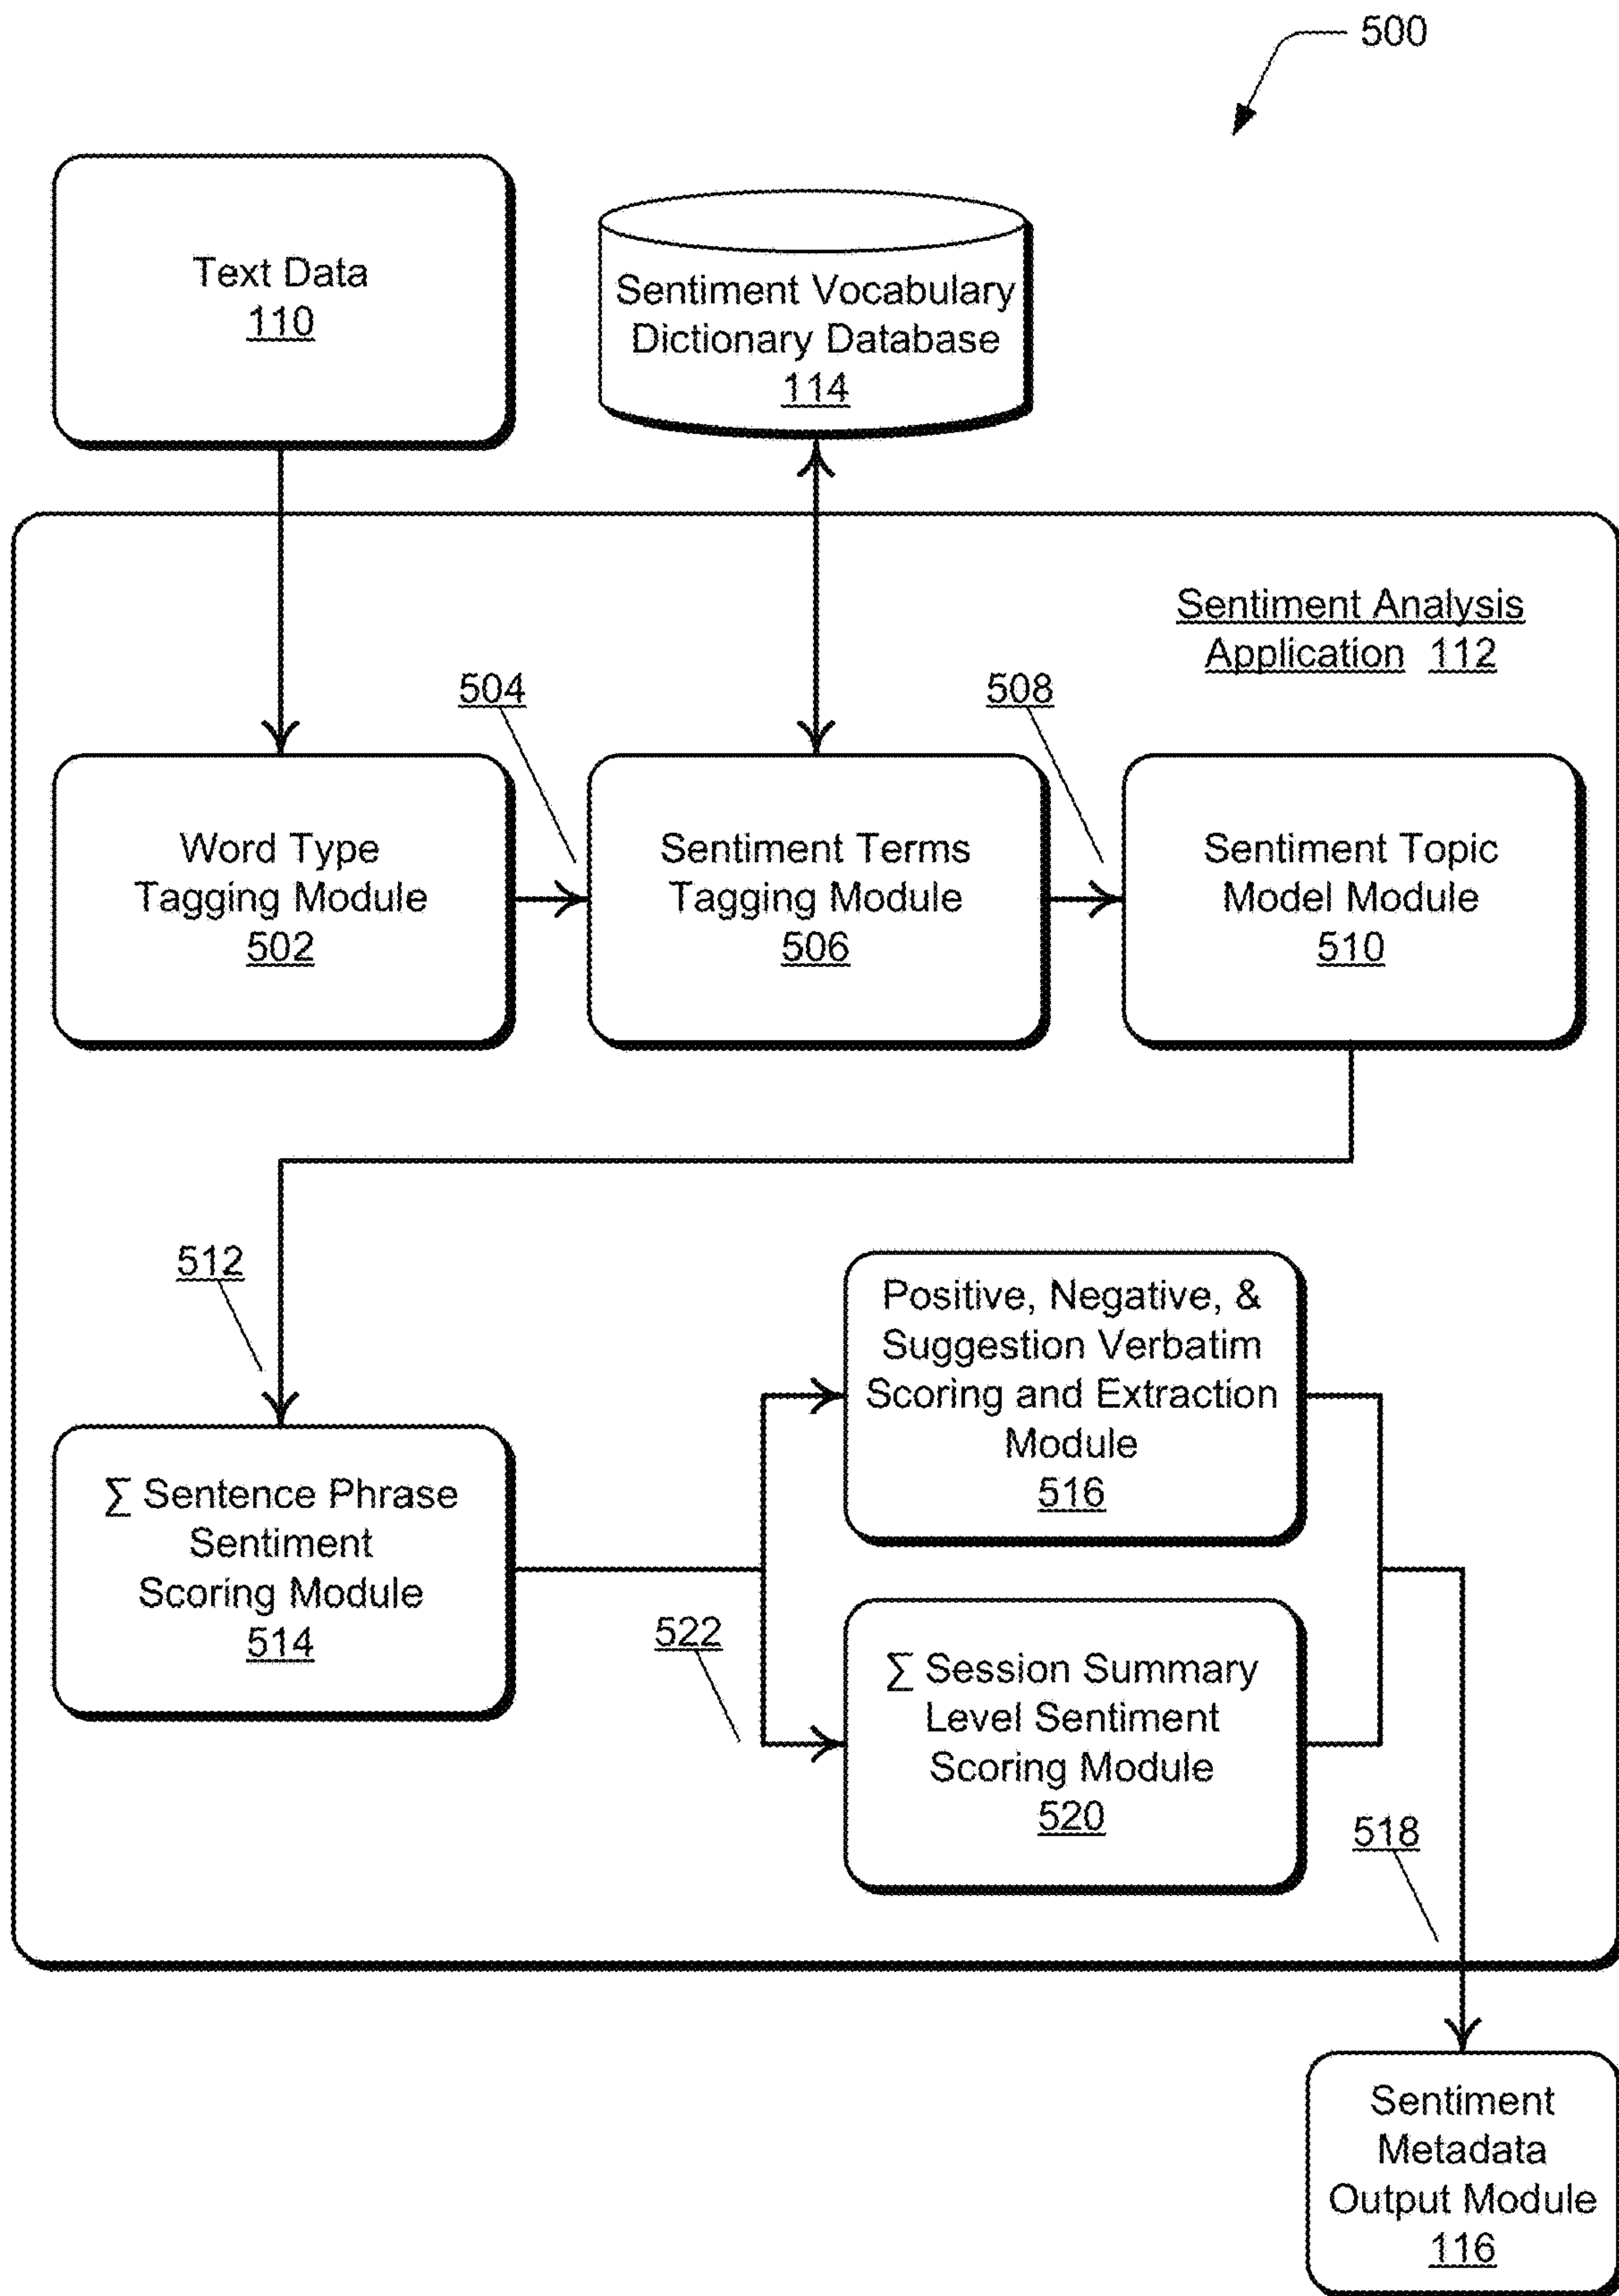 500
Text Data
110
Sentiment Vocabulary
Dictionary Database
114
Sentiment Analysis
Application 112
504
508
Word Type
Tagging Module
502
Sentiment Terms
Tagging Module
506
Sentiment Topic
Model Module
510
512
Positive, Negative, &
Suggestion Verbatim
Scoring and Extraction
Module
516
∑ Sentence Phrase
Sentiment
Scoring Module
514
522
∑ Session Summary
Level Sentiment
Scoring Module
520
518
Sentiment
Metadata
Output Module
116